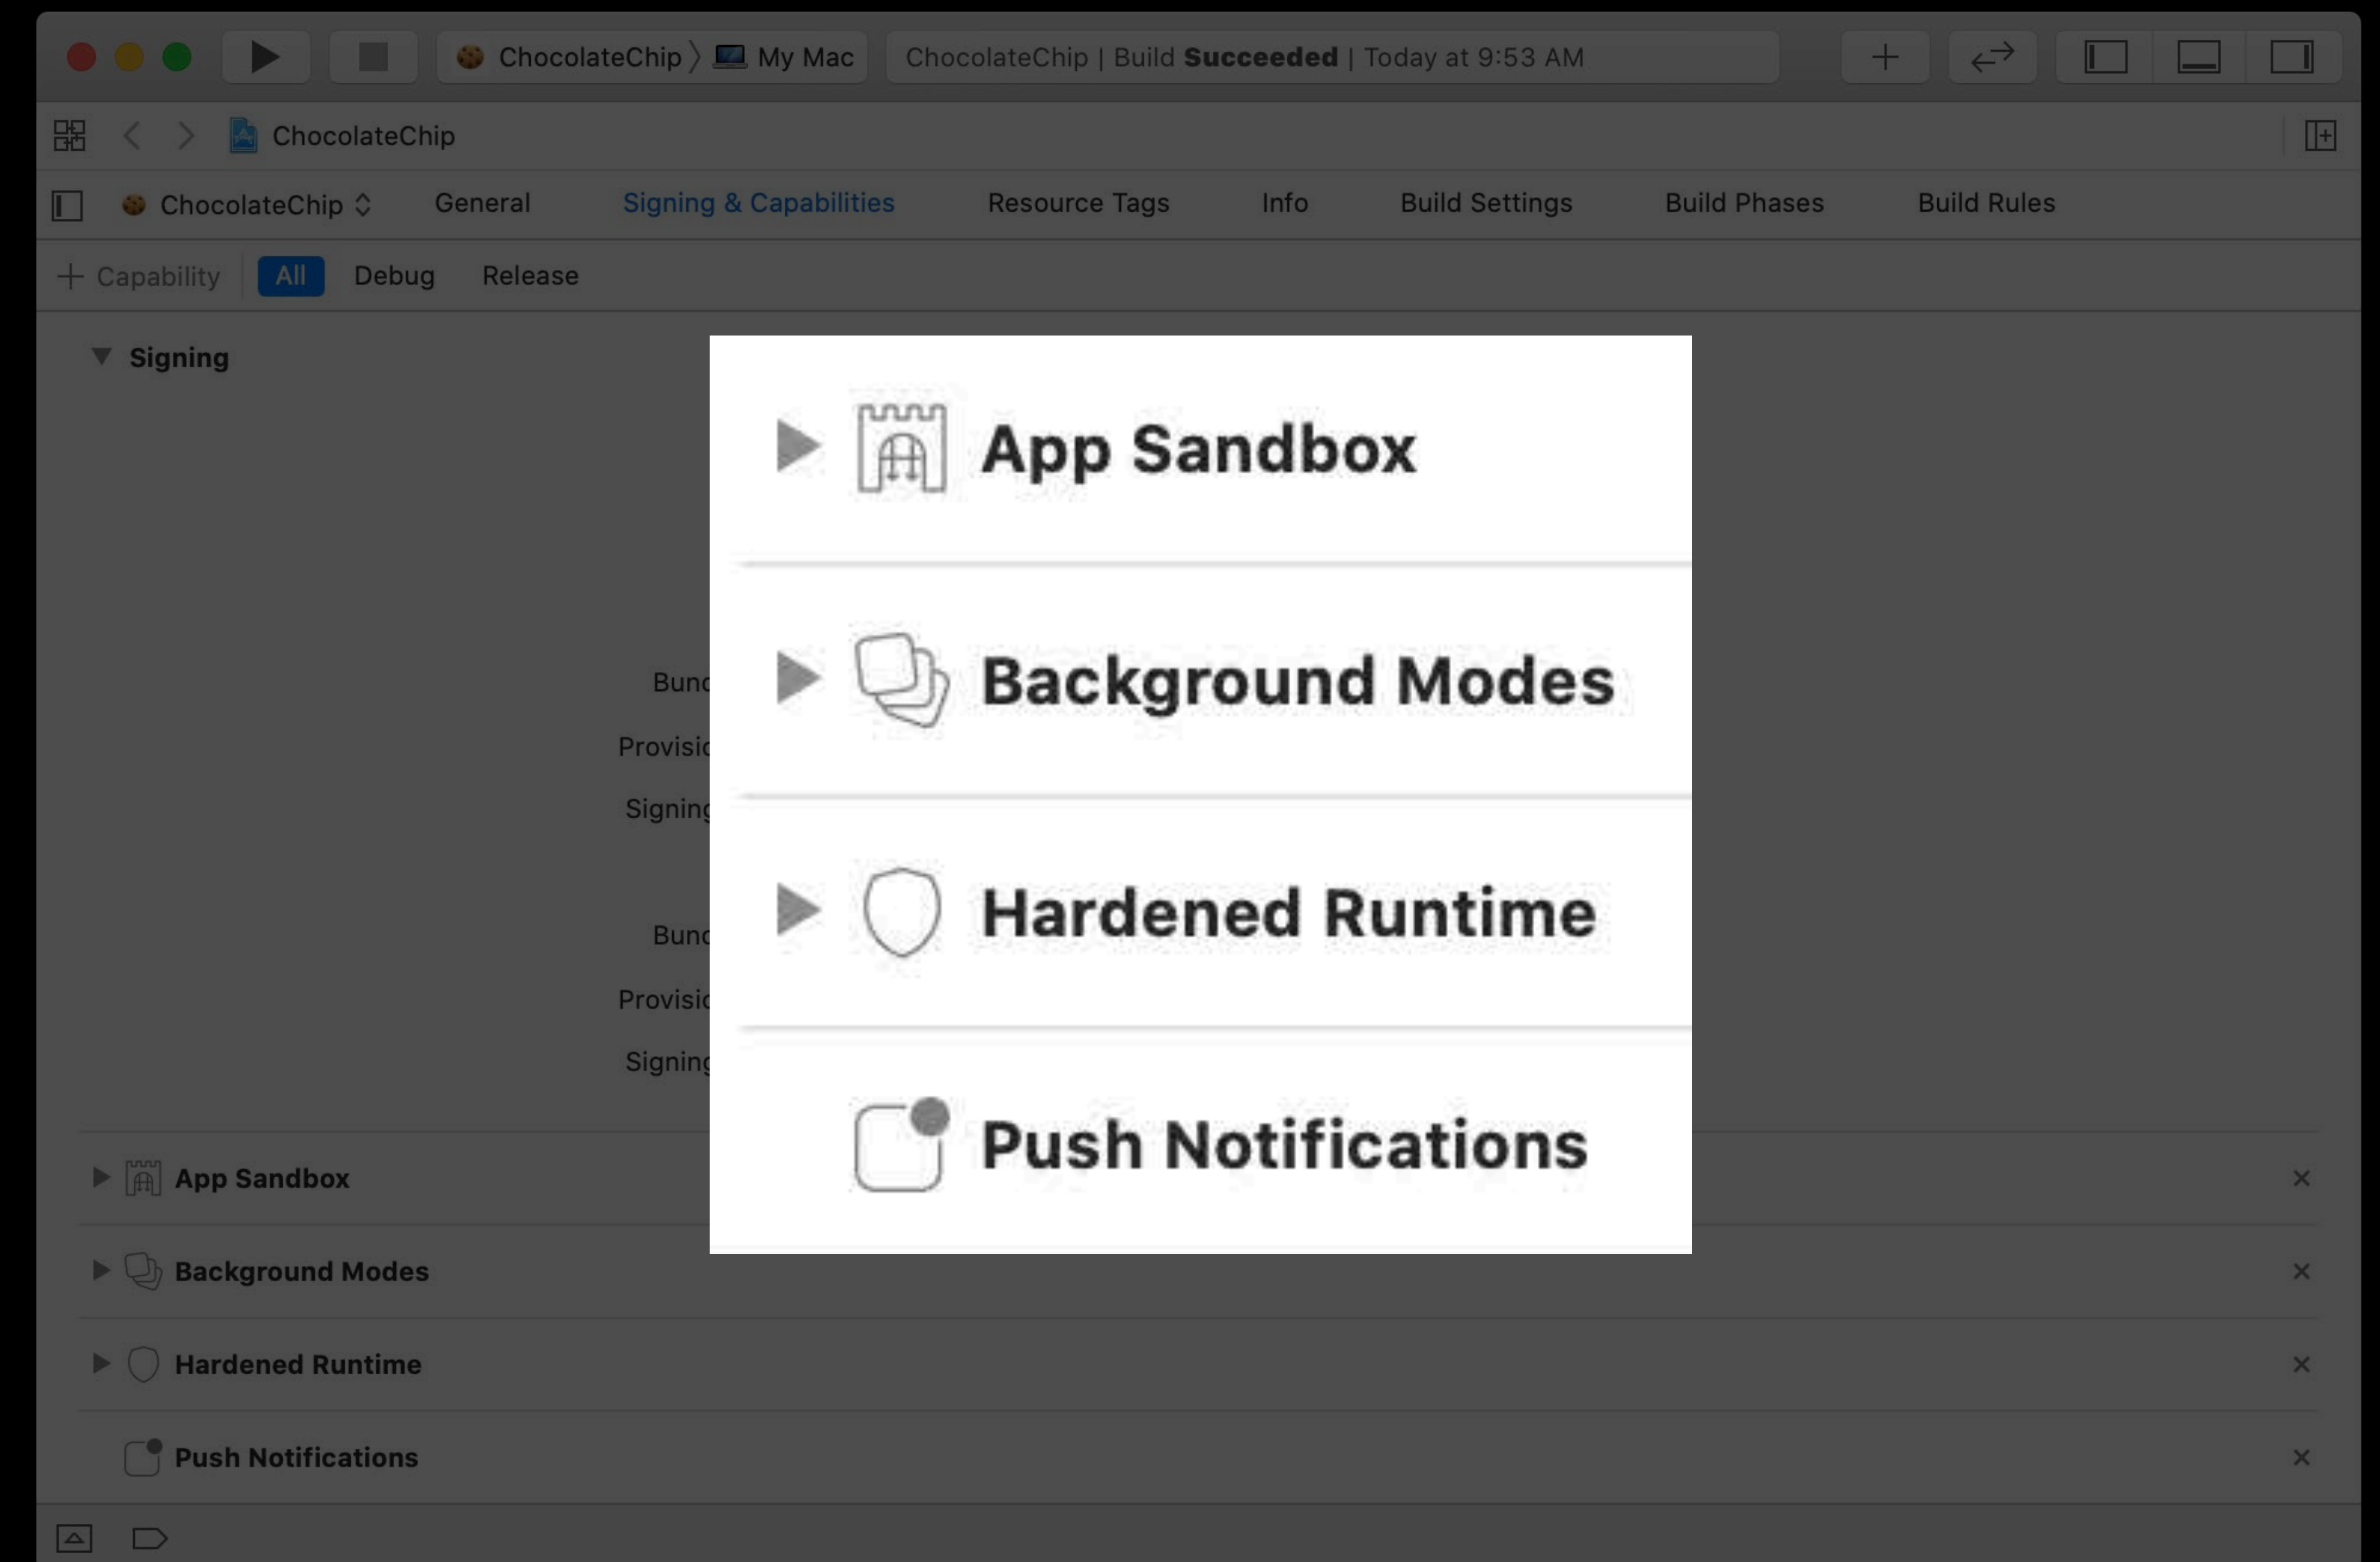 ChocolateChip My Mac ChocolateChip | Build Succeeded | Today at 9:53 AM
ChocolateChip
ChocolateChip General Signing & Capabilities Resource Tags Info Build Settings Build Phases Build Rules
Capability All Debug Release
Signing
App Sandbox
Background Modes
Hardened Runtime
Push Notifications
Signing
Signing
App Sandbox
Background Modes
Hardened Runtime
Push Notifications